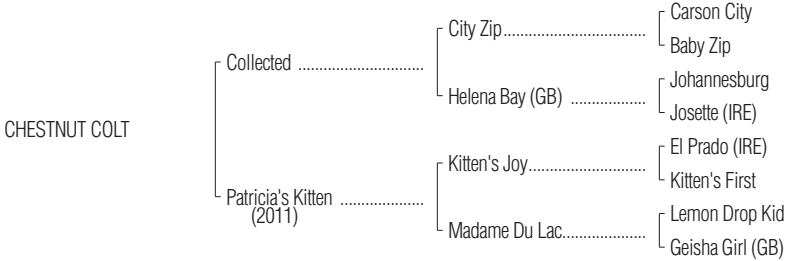 Carson City
City Zip
Baby Zip
Collected
Johannesburg
Helena Bay (GB)
Josette (IRE)
CHESTNUT COLT
El Prado (IRE)
Kitten's Joy
Kitten's First
Patricia's Kitten
(2011)
Lemon Drop Kid
Madame Du Lac
Geisha Girl (GB)